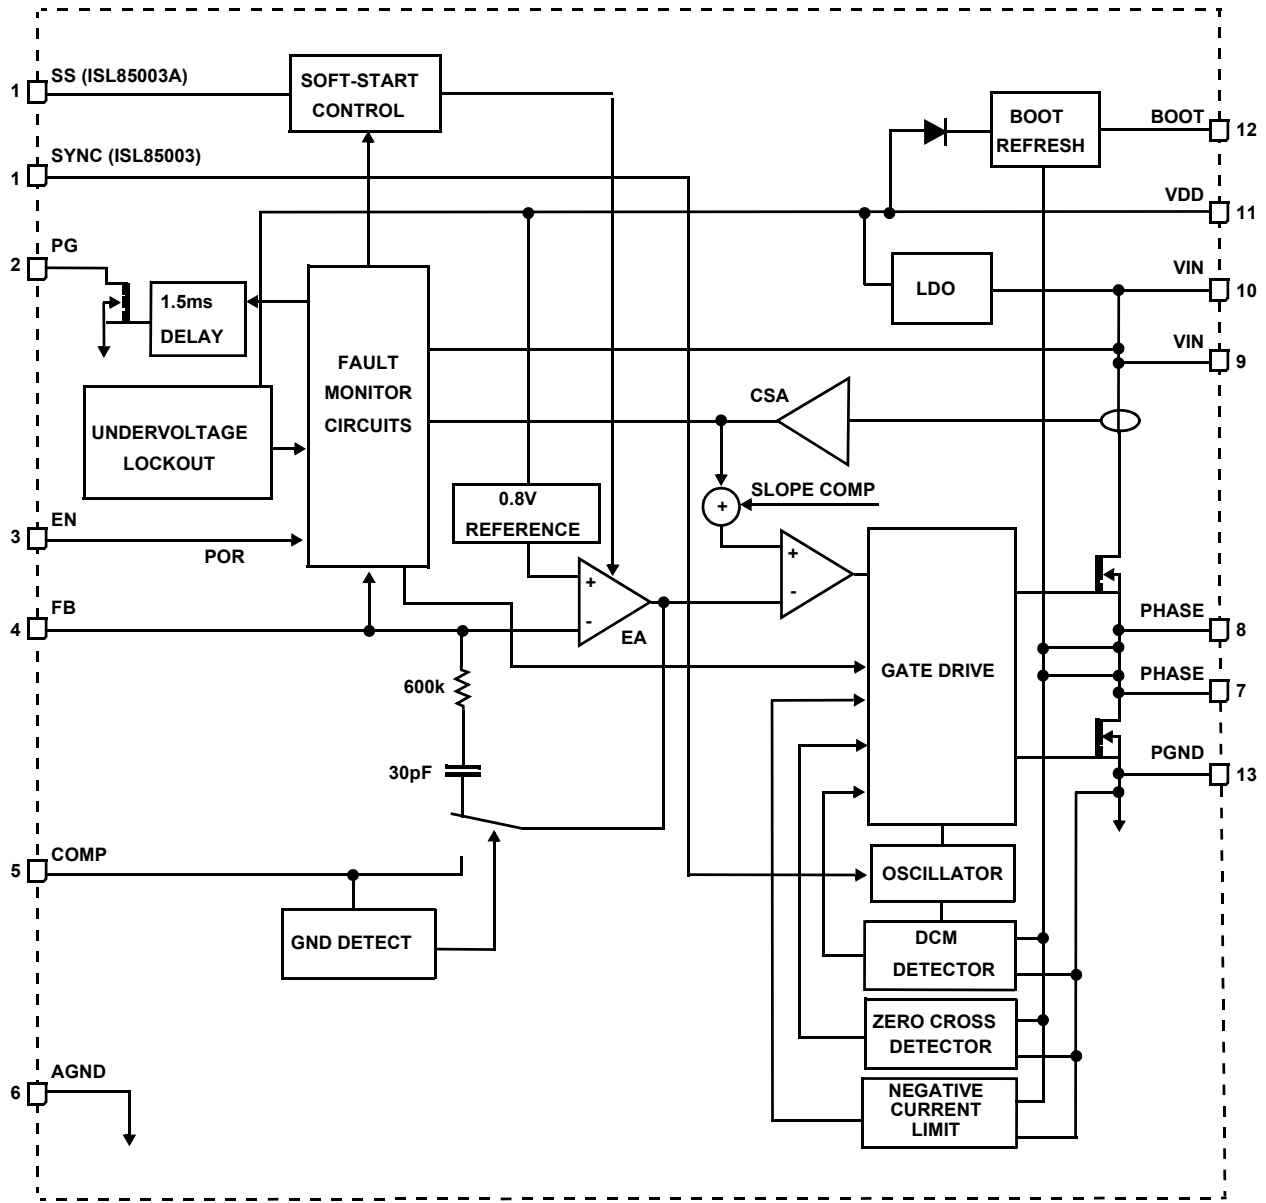 SS (ISL85003A)
1
SOFT-START
CONTROL
SYNC (ISL85003)
1
BOOT
REFRESH
BOOT
12
VDD
11
PG
2
1.5ms
DELAY
LDO
VIN
10
VIN
9
FAULT
MONITOR
CIRCUITS
CSA
UNDERVOLTAGE
LOCKOUT
SLOPE COMP
+
0.8V
REFERENCE
EN
3
POR
+
-
EA
+
-
FB
4
PHASE
8
GATE DRIVE
PHASE
7
600k
30pF
PGND
13
COMP
5
OSCILLATOR
GND DETECT
DCM
DETECTOR
ZERO CROSS
DETECTOR
AGND
6
NEGATIVE
CURRENT
LIMIT